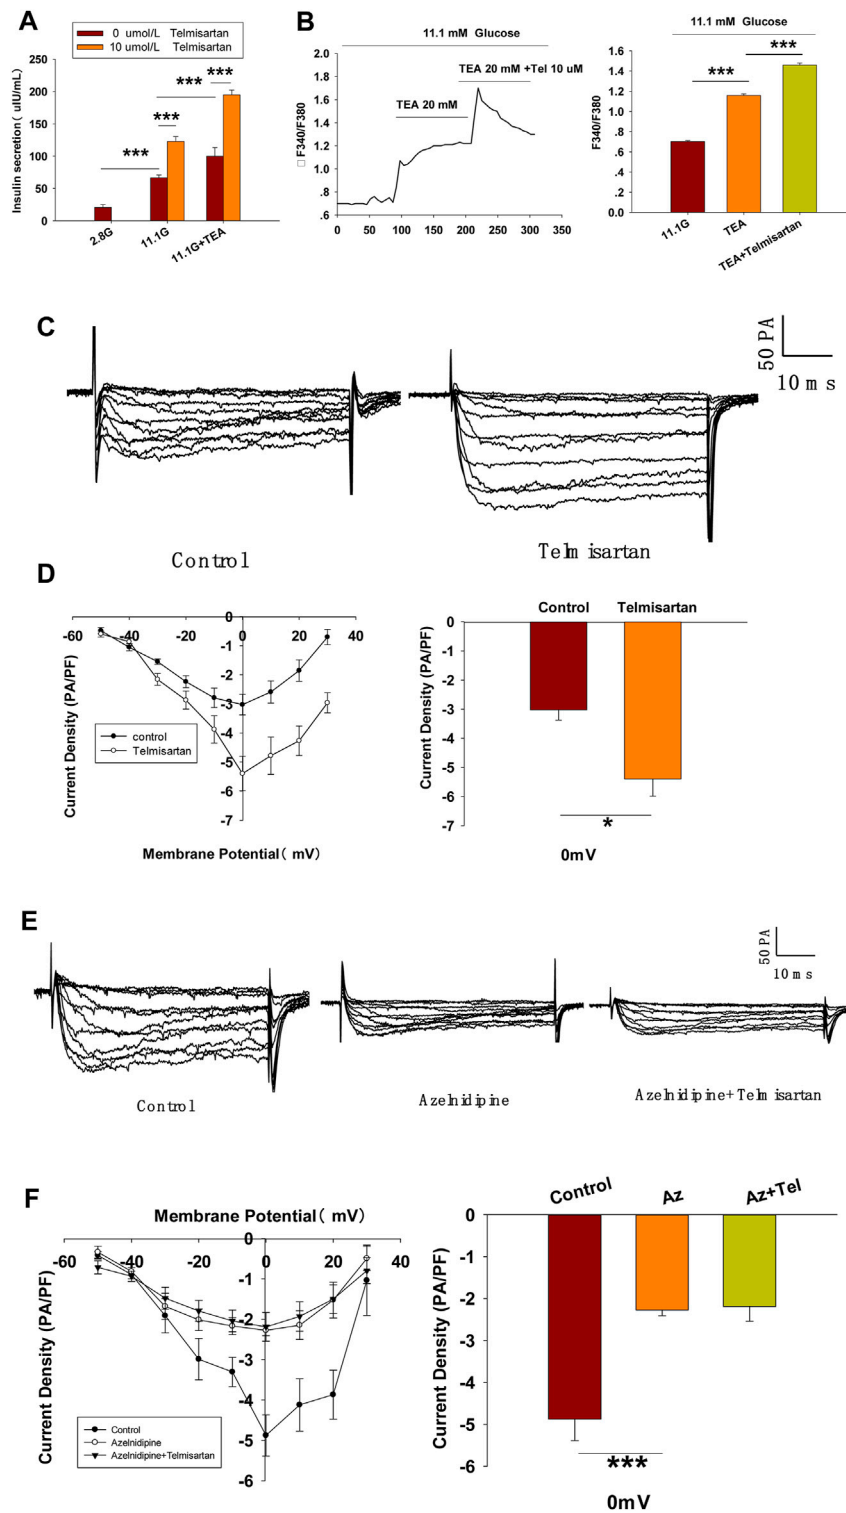 A
0 umol/L Telmisartan
10 umol/L Telmisartan
Insulin secretion( uIU/mL)
250
200
150
100
50
0
***
***
***
***
2.8G
11.1G
11.1G+TEA
B
11.1 mM Glucose
TEA 20 mM +Tel 10 uM
TEA 20 mM
□ F340/F380
2.0
1.8
1.6
1.4
1.2
1.0
.8
.6
0 50 100 150 200 250 300 350
11.1 mM Glucose
***
***
F340/F380
1.6
1.4
1.2
1.0
.8
.6
.4
.2
0.0
11.1G
TEA
TEA+Telmisartan
C
50 PA
10 ms
Control
Telmisartan
D
-60 -40 -20 0 20 40
0
-1
-2
-3
-4
-5
-6
-7
Current Density (PA/PF)
control
Telmisartan
Membrane Potential( mV)
Control Telmisartan
0
-1
-2
-3
-4
-5
-6
-7
Current Density (PA/PF)
*
0mV
E
50 PA
10 ms
Control
Azelnidipine
Azelnidipine+Telmisartan
F
Membrane Potential( mV)
-60 -40 -20 0 20 40
0
-1
-2
-3
-4
-5
-6
Current Density (PA/PF)
Control
Azelnidipine
Azelnidipine+Telmisartan
Control Az Az+Tel
0
-1
-2
-3
-4
-5
-6
Current Density (PA/PF)
***
0mV